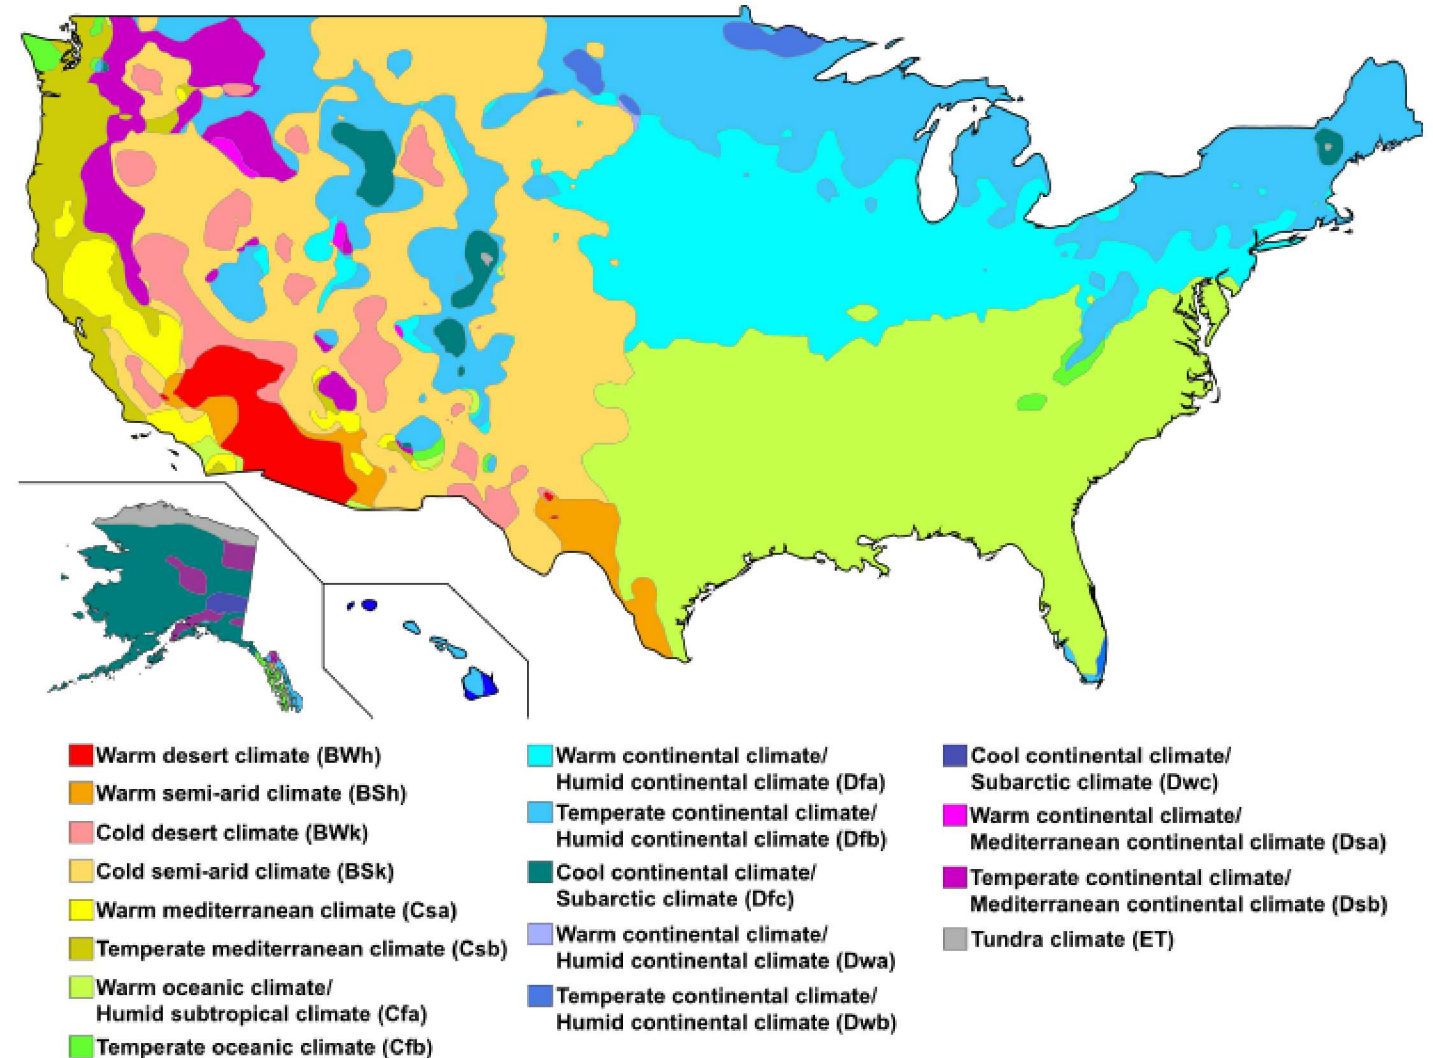 Warm desert climate (BWh)
Warm semi-arid climate (BSh)
Cold desert climate (BWk)
Cold semi-arid climate (BSk)
Warm mediterranean climate (Csa)
Temperate mediterranean climate (Csb)
Warm oceanic climate/
Humid subtropical climate (Cfa)
Temperate oceanic climate (Cfb)
Warm continental climate/
Humid continental climate (Dfa)
Temperate continental climate/
Humid continental climate (Dfb)
Cool continental climate/
Subarctic climate (Dfc)
Warm continental climate/
Humid continental climate (Dwa)
Temperate continental climate/
Humid continental climate (Dwb)
Cool continental climate/
Subarctic climate (Dwc)
Warm continental climate/
Mediterranean continental climate (Dsa)
Temperate continental climate/
Mediterranean continental climate (Dsb)
Tundra climate (ET)